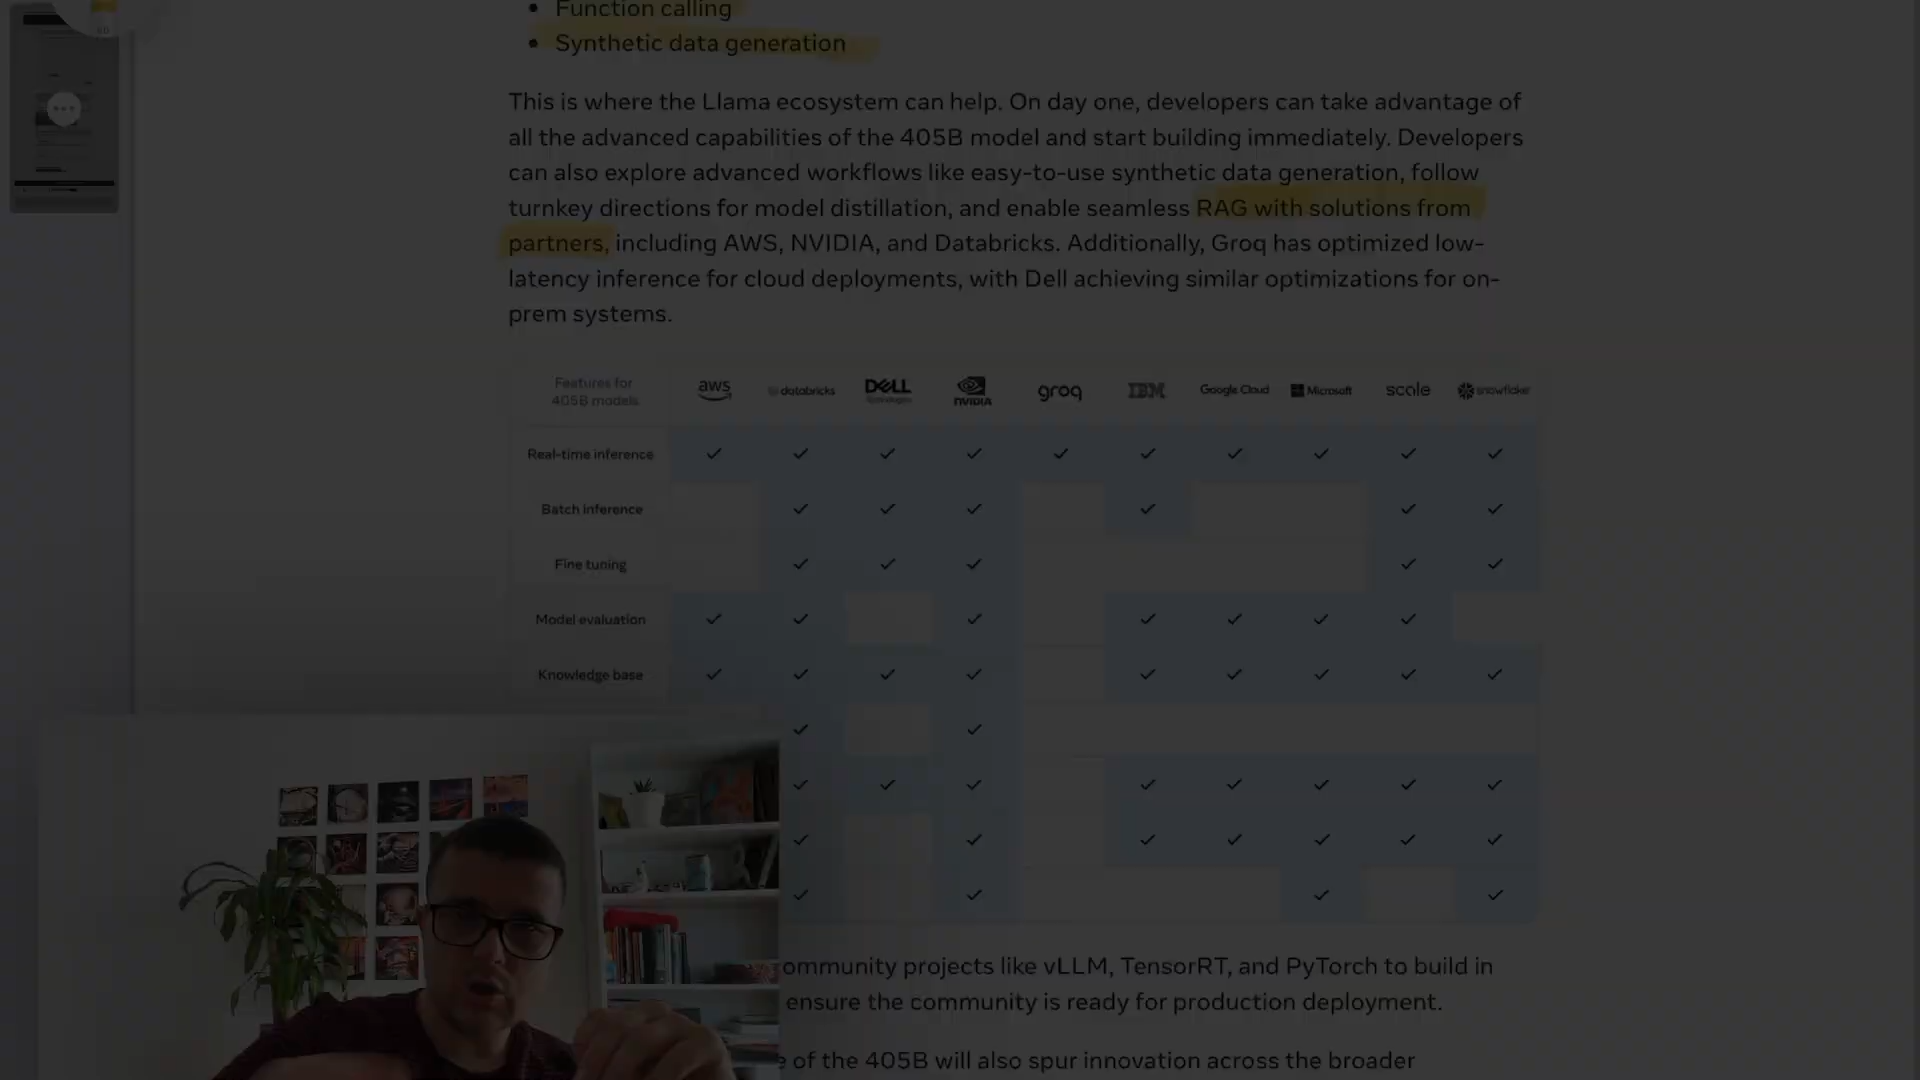 • Function calling
• Synthetic data generation
This is where the Llama ecosystem can help. On day one, developers can take advantage of
all the advanced capabilities of the 405B model and start building immediately. Developers
can also explore advanced workflows like easy-to-use synthetic data generation, follow
turnkey directions for model distillation, and enable seamless RAG with solutions from
partners, including AWS, NVIDIA, and Databricks. Additionally, Groq has optimized low-
latency inference for cloud deployments, with Dell achieving similar optimizations for on-
prem systems.
Features for
405B models
aws databricks DELL Technologies NVIDIA groq IBM Google Cloud Microsoft scale snowflake
Real-time inference ✓ ✓ ✓ ✓ ✓ ✓ ✓ ✓ ✓ ✓
Batch inference ✓ ✓ ✓ ✓ ✓ ✓
Fine tuning ✓ ✓ ✓ ✓ ✓
Model evaluation ✓ ✓ ✓ ✓ ✓ ✓ ✓
Knowledge base ✓ ✓ ✓ ✓ ✓ ✓ ✓ ✓ ✓
✓ ✓
✓ ✓ ✓ ✓ ✓ ✓ ✓ ✓
✓ ✓ ✓ ✓ ✓ ✓ ✓
✓ ✓ ✓ ✓
ommunity projects like vLLM, TensorRT, and PyTorch to build in
ensure the community is ready for production deployment.
of the 405B will also spur innovation across the broader